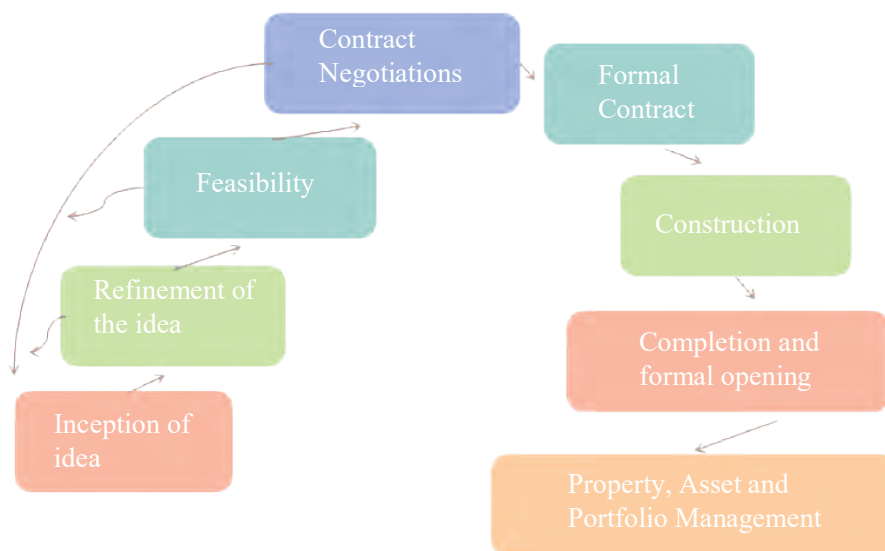 Contract
Negotiations
Formal
Contract
Feasibility
Construction
Refinement of
the idea
Completion and
formal opening
Inception of
idea
Property, Asset and
Portfolio Management